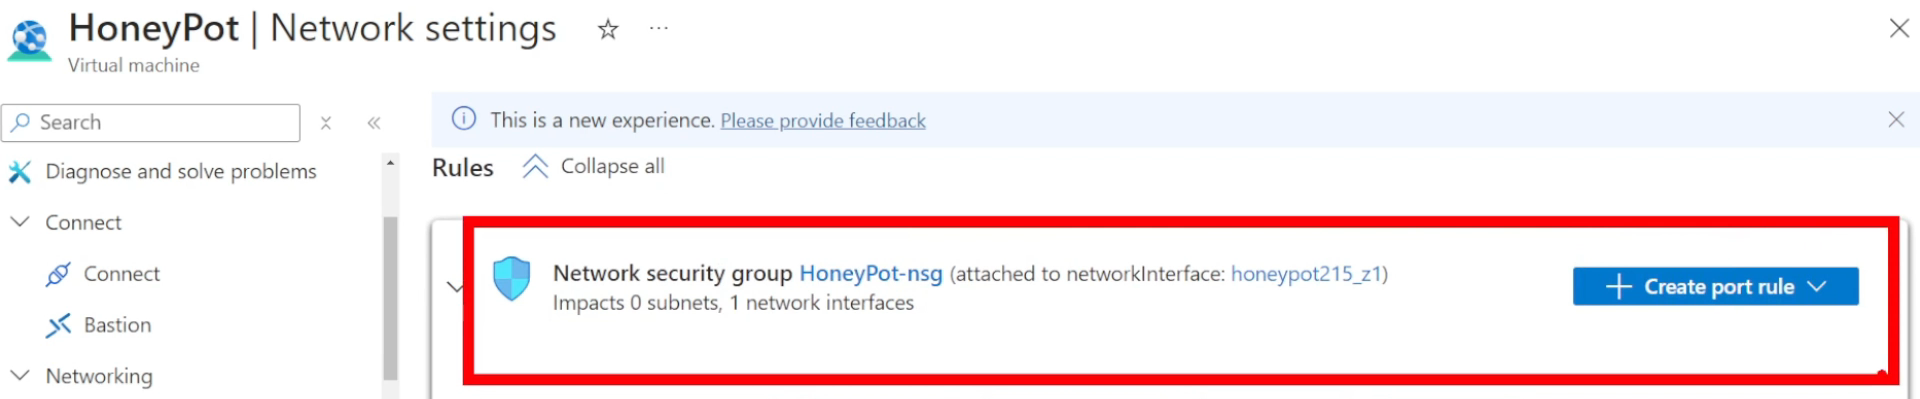 HoneyPot | Network settings
Virtual machine
Search
This is a new experience. Please provide feedback
Diagnose and solve problems
Rules
Collapse all
Connect
Connect
Network security group HoneyPot-nsg (attached to networkInterface: honeypot215_z1)
Impacts 0 subnets, 1 network interfaces
Create port rule
Bastion
Networking